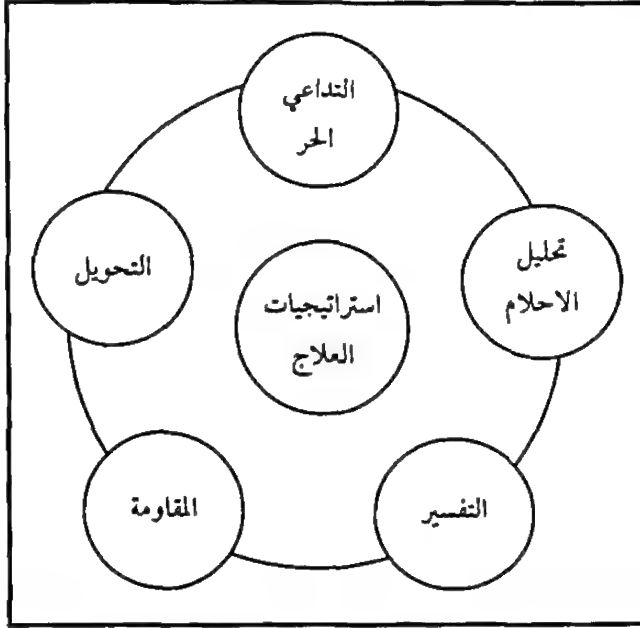 التداعي
الحر
تحليل
الاحلام
التحويل
استراتيجيات
العلاج
التفسير
المقاومة